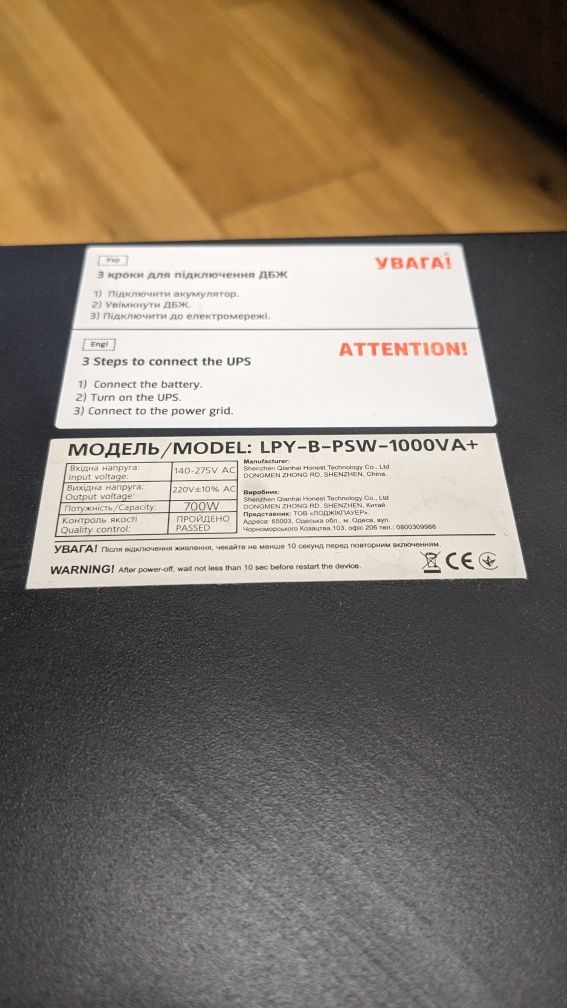 Укр
УВАГА!
3 кроки для підключення ДБЖ
1) Підключити акумулятор.
2) Увімкнути ДБЖ.
3) Підключити до електромережі.
Engl
ATTENTION!
3 Steps to connect the UPS
1) Connect the battery.
2) Turn on the UPS.
3) Connect to the power grid.
МОДЕЛЬ/MODEL: LPY-B-PSW-1000VA+
Вхідна напруга:
Input voltage:
140-275V AC
Вихідна напруга:
Output voltage:
220V±10% AC
Потужність/Capacity:
700W
Контроль якості
Quality control:
ПРОЙДЕНО
PASSED
Manufacturer:
Shenzhen Qianhai Honest Technology Co., Ltd
DONGMEN ZHONG RD, SHENZHEN, China.
Виробник:
Shenzhen Qianhai Honest Technology Co., Ltd
DONGMEN ZHONG RD, SHENZHEN, Китай
Представник: ТОВ «ЛОДЖІКПАУЕР».
Адреса: 65003, Одеська обл., м. Одеса, вул.
Чорноморського Козацтва,103, офіс 206 тел.: 0800309988
УВАГА! Після відключення живлення, чекайте не менше 10 секунд перед повторним включенням.
WARNING! After power-off, wait not less than 10 sec before restart the device.
CE